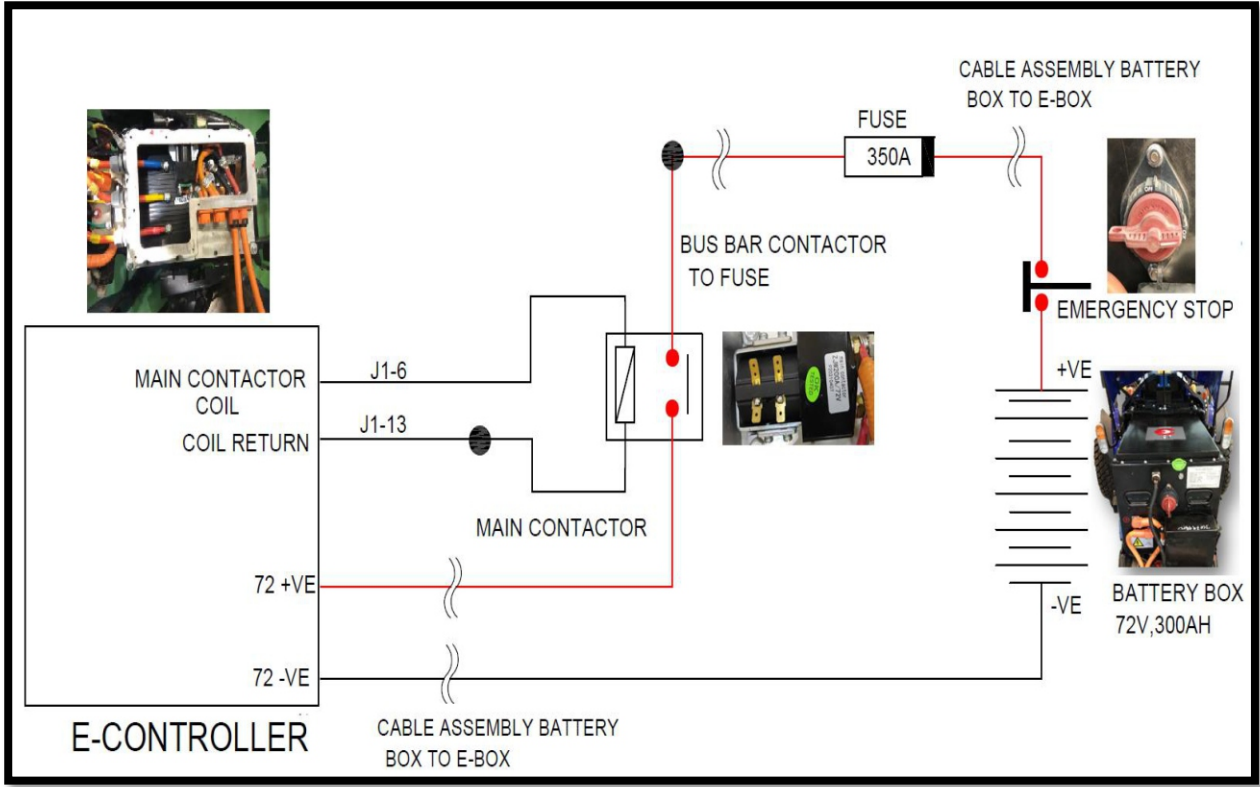 CABLE ASSEMBLY BATTERY
BOX TO E-BOX
FUSE
350A
BUS BAR CONTACTOR
TO FUSE
EMERGENCY STOP
MAIN CONTACTOR
COIL
J1-6
COIL RETURN
J1-13
+VE
MAIN CONTACTOR
72 +VE
BATTERY BOX
72V,300AH
-VE
72 -VE
E-CONTROLLER
CABLE ASSEMBLY BATTERY
BOX TO E-BOX